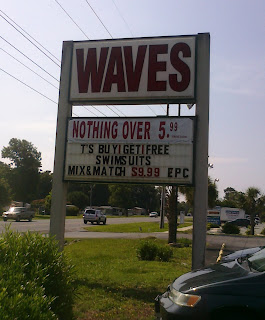 WAVES
NOTHING OVER 5.99
T'S BUY 1 GET 1 FREE
SWIMSUITS
MIX&MATCH $9.99 EPC